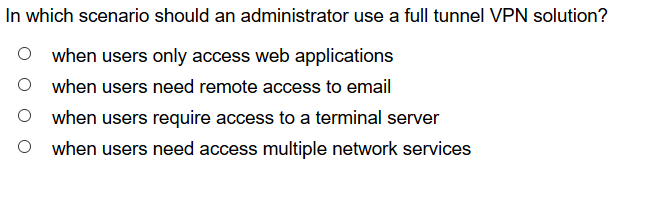 In which scenario should an administrator use a full tunnel VPN solution?
when users only access web applications
when users need remote access to email
when users require access to a terminal server
when users need access multiple network services